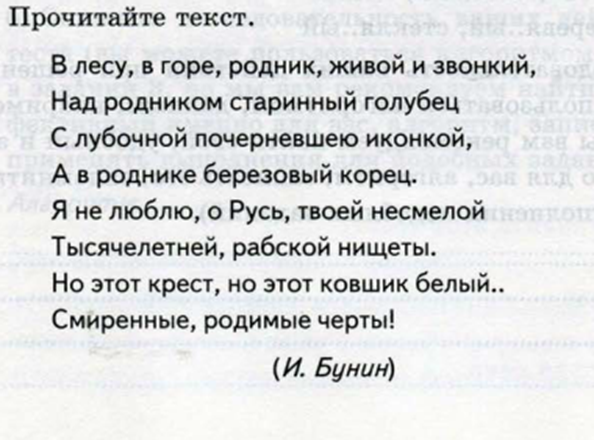 Прочитайте текст.
В лесу, в горе, родник, живой и звонкий,
Над родником старинный голубец
С лубочной почерневшею иконкой,
А в роднике березовый корец.
Я не люблю, о Русь, твоей несмелой
Тысячелетней, рабской нищеты.
Но этот крест, но этот ковшик белый..
Смиренные, родимые черты!
(И. Бунин)